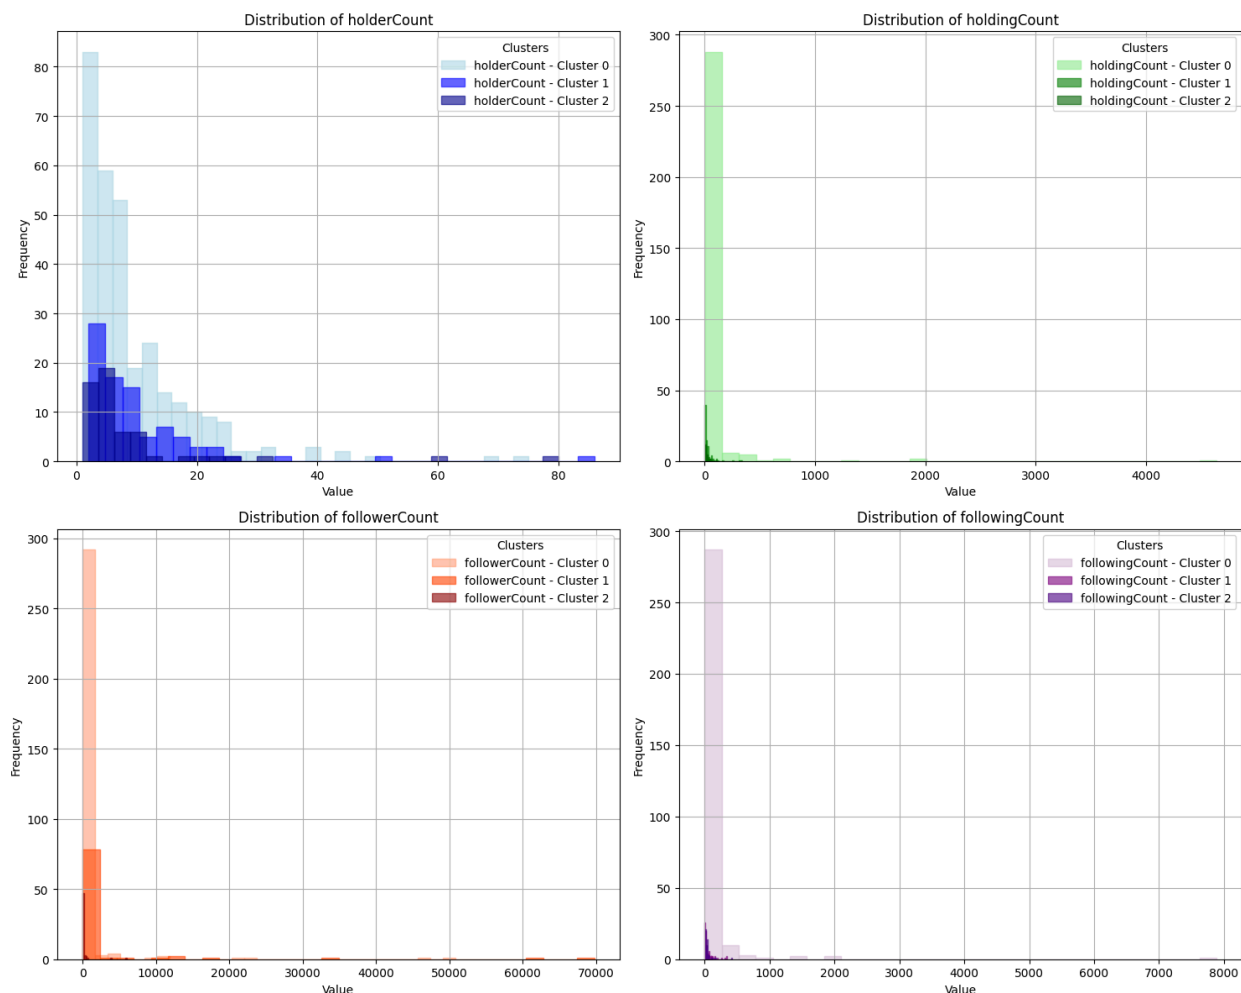 Distribution of holderCount
Clusters
holderCount - Cluster 0
holderCount - Cluster 1
holderCount - Cluster 2
Frequency
80
70
60
50
40
30
20
10
0
0
20
40
60
80
Value
Distribution of holdingCount
Clusters
holdingCount - Cluster 0
holdingCount - Cluster 1
holdingCount - Cluster 2
Frequency
300
250
200
150
100
50
0
0
1000
2000
3000
4000
Value
Distribution of followerCount
Clusters
followerCount - Cluster 0
followerCount - Cluster 1
followerCount - Cluster 2
Frequency
300
250
200
150
100
50
0
0
10000
20000
30000
40000
50000
60000
70000
Value
Distribution of followingCount
Clusters
followingCount - Cluster 0
followingCount - Cluster 1
followingCount - Cluster 2
Frequency
300
250
200
150
100
50
0
0
1000
2000
3000
4000
5000
6000
7000
8000
Value